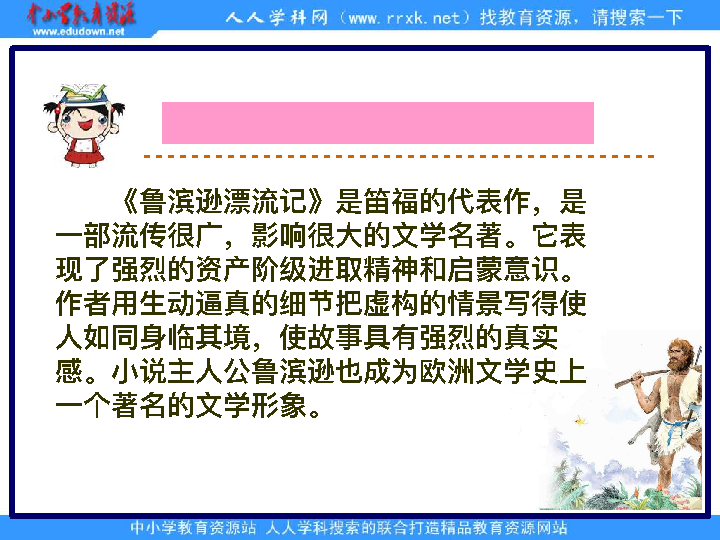 中小学教育资源
www.edudown.net
人人学科网（www.rrxk.net）找教育资源，请搜索一下
《鲁滨逊漂流记》是笛福的代表作，是
一部流传很广，影响很大的文学名著。它表
现了强烈的资产阶级进取精神和启蒙意识。
作者用生动逼真的细节把虚构的情景写得使
人如同身临其境，使故事具有强烈的真实
感。小说主人公鲁滨逊也成为欧洲文学史上
一个著名的文学形象。
中小学教育资源站 人人学科搜索的联合打造精品教育资源网站